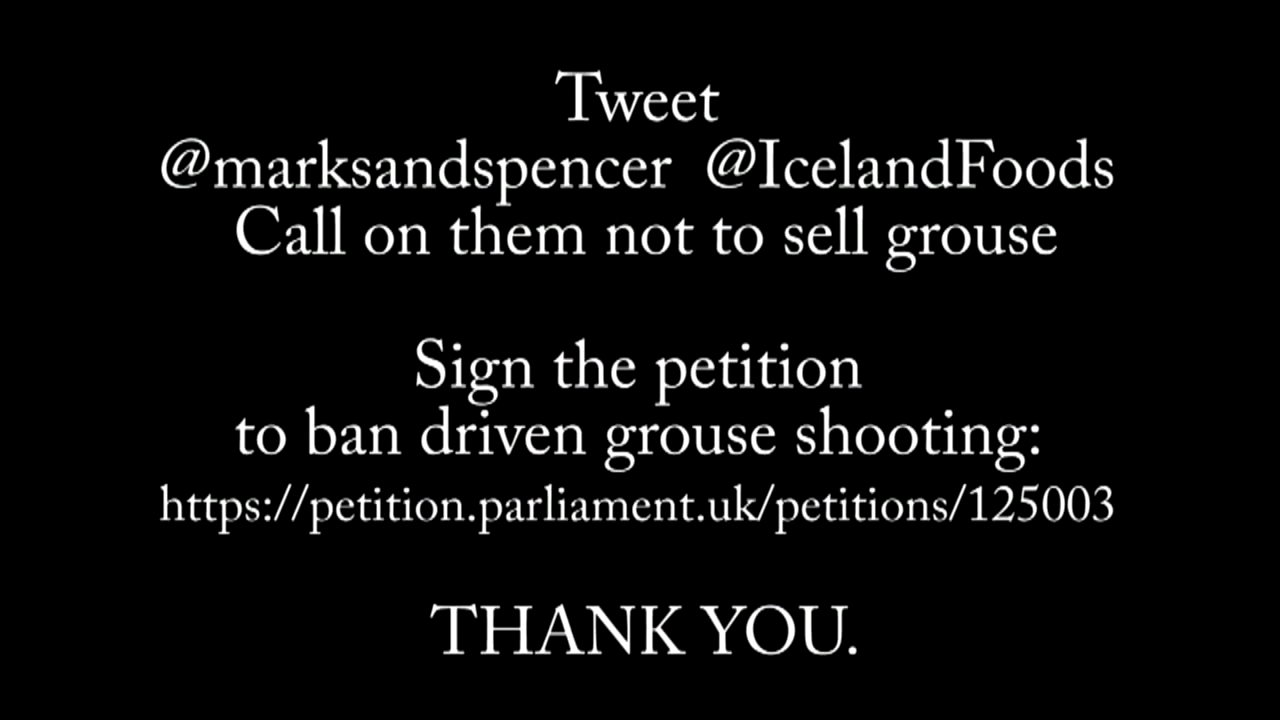 Tweet
@marksandspencer @IcelandFoods
Call on them not to sell grouse
Sign the petition
to ban driven grouse shooting:
https://petition.parliament.uk/petitions/125003
THANK YOU.